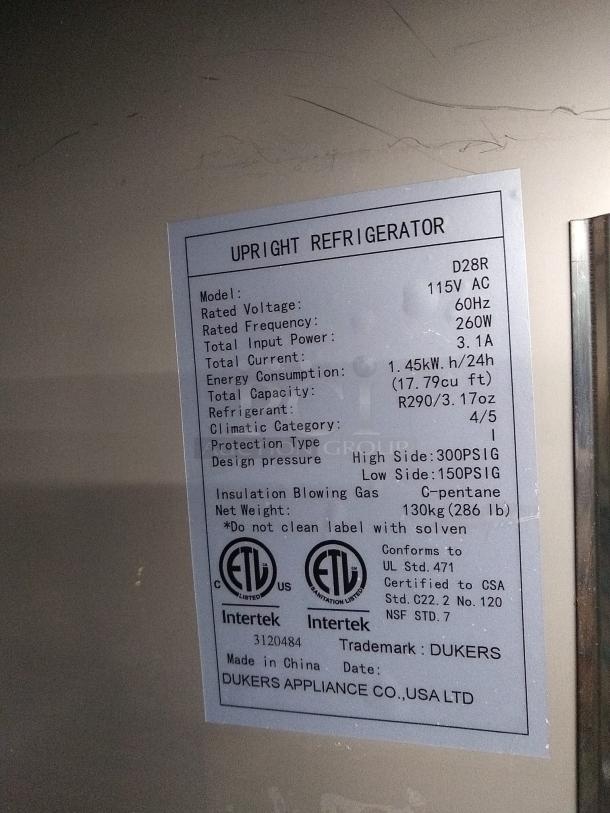 UPRIGHT REFRIGERATOR
Model: D28R
Rated Voltage: 115V AC
Rated Frequency: 60Hz
Total Input Power: 260W
Total Current: 3.1A
Energy Consumption: 1.45kW.h/24h
Total Capacity: (17.79cu ft)
Refrigerant: R290/3.17oz
Climatic Category: 4/5
Protection Type I
Design pressure High Side:300PSIG
Low Side:150PSIG
Insulation Blowing Gas C-pentane
Net Weight: 130kg(286 lb)
*Do not clean label with solven
ETL LISTED C US Intertek
3120484
ETL SANITATION LISTED Intertek
Conforms to
UL Std. 471
Certified to CSA
Std. C22.2 No. 120
NSF STD. 7
Trademark : DUKERS
Made in China Date:
DUKERS APPLIANCE CO.,USA LTD
AUCTION GROUP